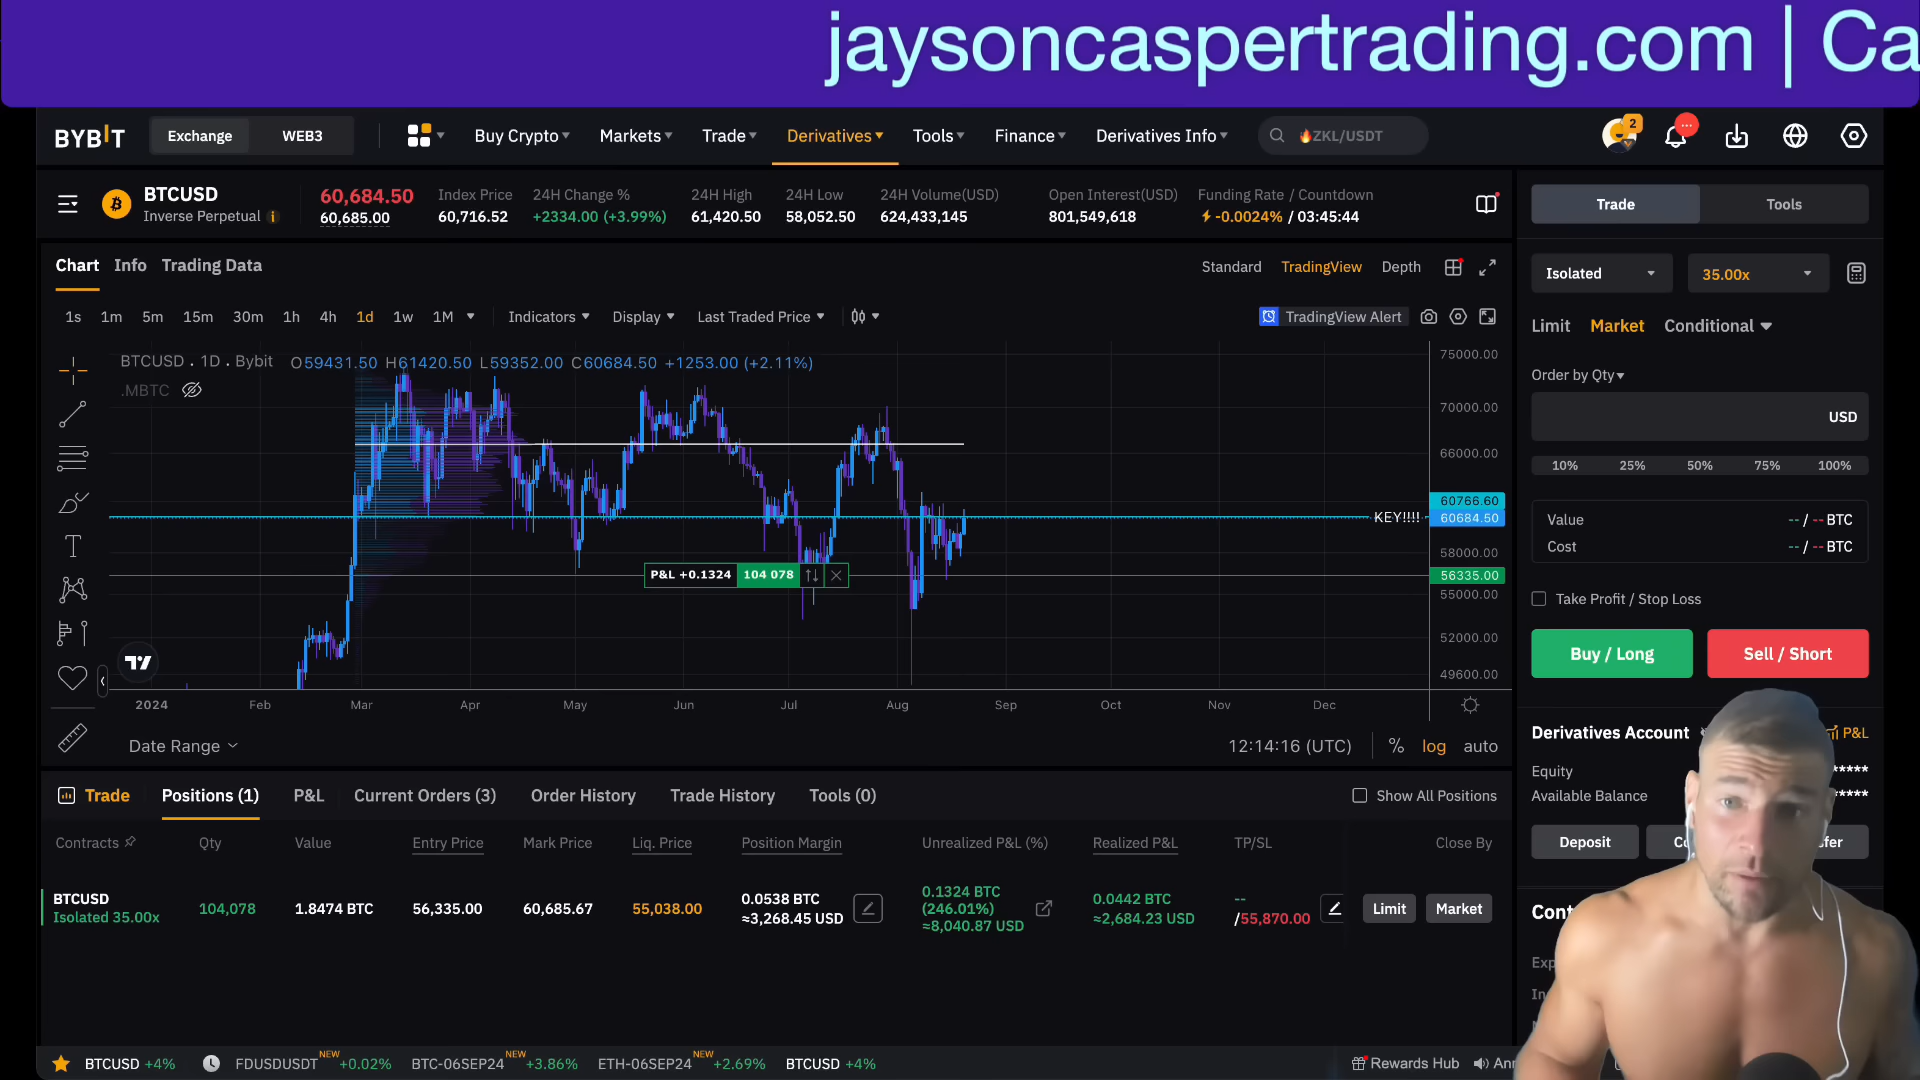 jaysoncaspertrading.com | Ca
BYBIT Exchange WEB3 Buy Crypto Markets Trade Derivatives Tools Finance Derivatives Info ZKL/USDT 2
BTCUSD
Inverse Perpetual
60,684.50
60,685.00
Index Price
60,716.52
24H Change %
+2334.00 (+3.99%)
24H High
61,420.50
24H Low
58,052.50
24H Volume(USD)
624,433,145
Open Interest(USD)
801,549,618
Funding Rate / Countdown
-0.0024% / 03:45:44
Chart Info Trading Data
Standard TradingView Depth
1s 1m 5m 15m 30m 1h 4h 1d 1w 1M Indicators Display Last Traded Price
TradingView Alert
BTCUSD . 1D . Bybit O59431.50 H61420.50 L59352.00 C60684.50 +1253.00 (+2.11%)
.MBTC
75000.00
70000.00
66000.00
60766.60
KEY!!!! 60684.50
58000.00
P&L +0.1324 104 078
56335.00
55000.00
52000.00
49600.00
2024 Feb Mar Apr May Jun Jul Aug Sep Oct Nov Dec
Date Range
12:14:16 (UTC) % log auto
Trade Positions (1) P&L Current Orders (3) Order History Trade History Tools (0)
Show All Positions
Contracts Qty Value Entry Price Mark Price Liq. Price Position Margin Unrealized P&L (%) Realized P&L TP/SL Close By
BTCUSD
Isolated 35.00x
104,078
1.8474 BTC
56,335.00
60,685.67
55,038.00
0.0538 BTC
≈3,268.45 USD
0.1324 BTC
(246.01%)
≈8,040.87 USD
0.0442 BTC
≈2,684.23 USD
--
/55,870.00
Limit Market
BTCUSD +4% FDUSDUSDT NEW +0.02% BTC-06SEP24 NEW +3.86% ETH-06SEP24 NEW +2.69% BTCUSD +4%
Rewards Hub Ann
Trade Tools
Isolated 35.00x
Limit Market Conditional
Order by Qty
USD
10% 25% 50% 75% 100%
Value -- / -- BTC
Cost -- / -- BTC
Take Profit / Stop Loss
Buy / Long Sell / Short
Derivatives Account P&L
Equity *****
Available Balance *****
Deposit Co fer
Cont
Exp
In